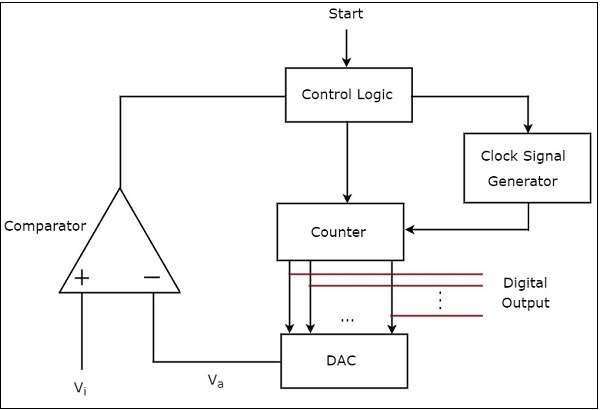 Start
Control Logic
Clock Signal
Generator
Comparator
Counter
+
−
Digital
Output
...
⋮
DAC
Vi
Va